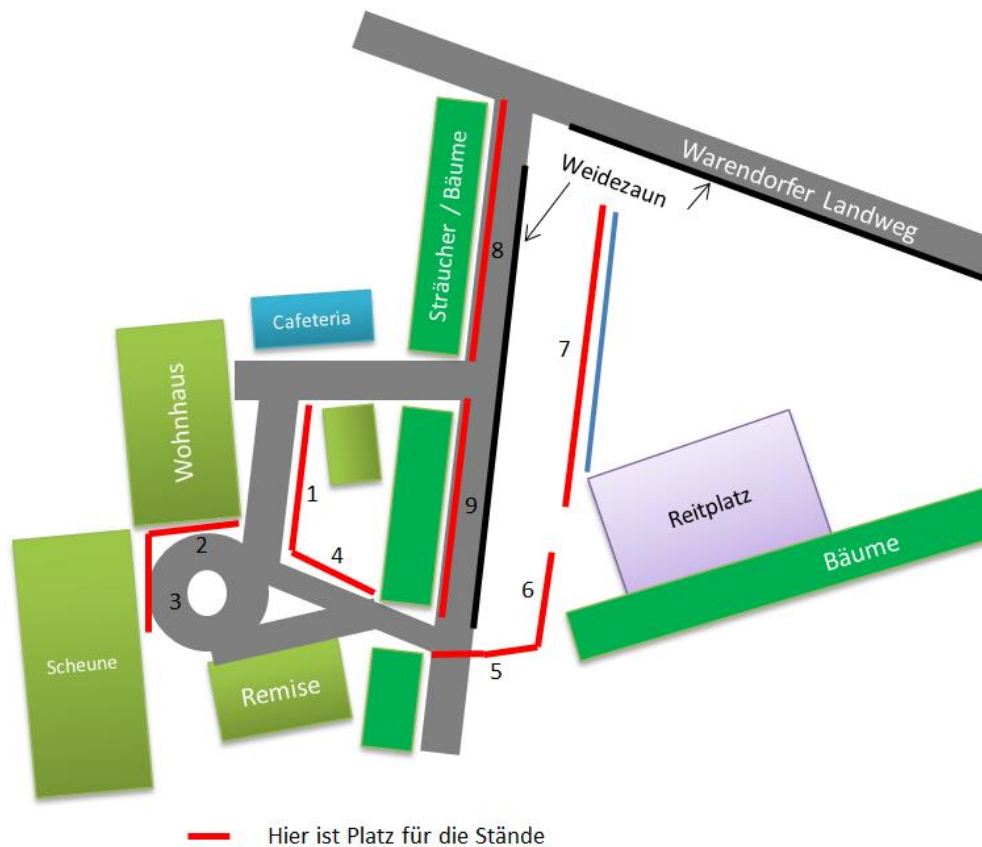 Warendorfer Landweg
Weidezaun
Sträucher / Bäume
8
Cafeteria
7
Wohnhaus
1
9
Reitplatz
2
4
Bäume
3
6
Scheune
Remise
5
Hier ist Platz für die Stände